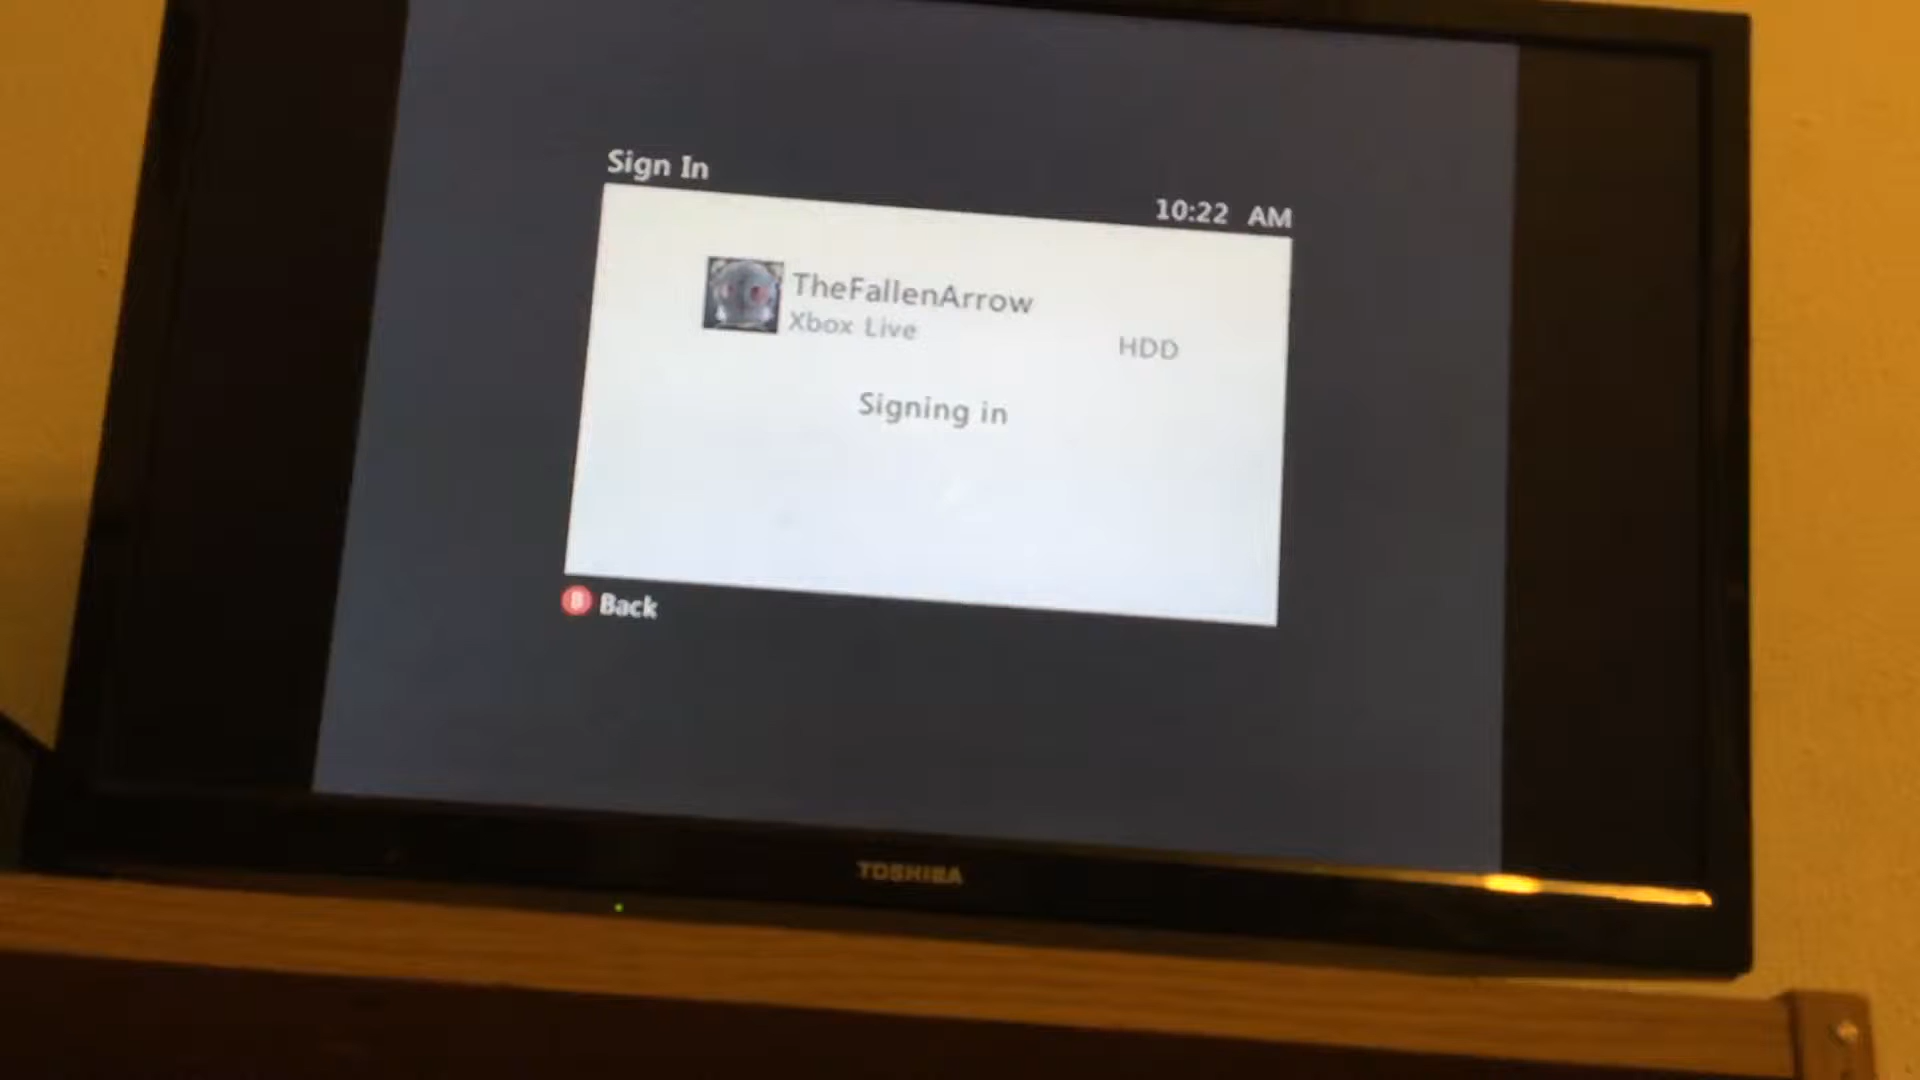 Sign In
10:22 AM
TheFallenArrow
Xbox Live
HDD
Signing in
B Back
TOSHIBA